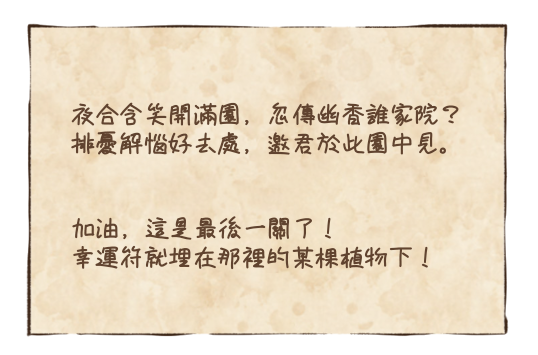 夜合含笑開滿園，忽傳幽香誰家院？
排憂解惱好去處，邀君於此園中見。
加油，這是最後一關了！
幸運符就埋在那裡的某棵植物下！